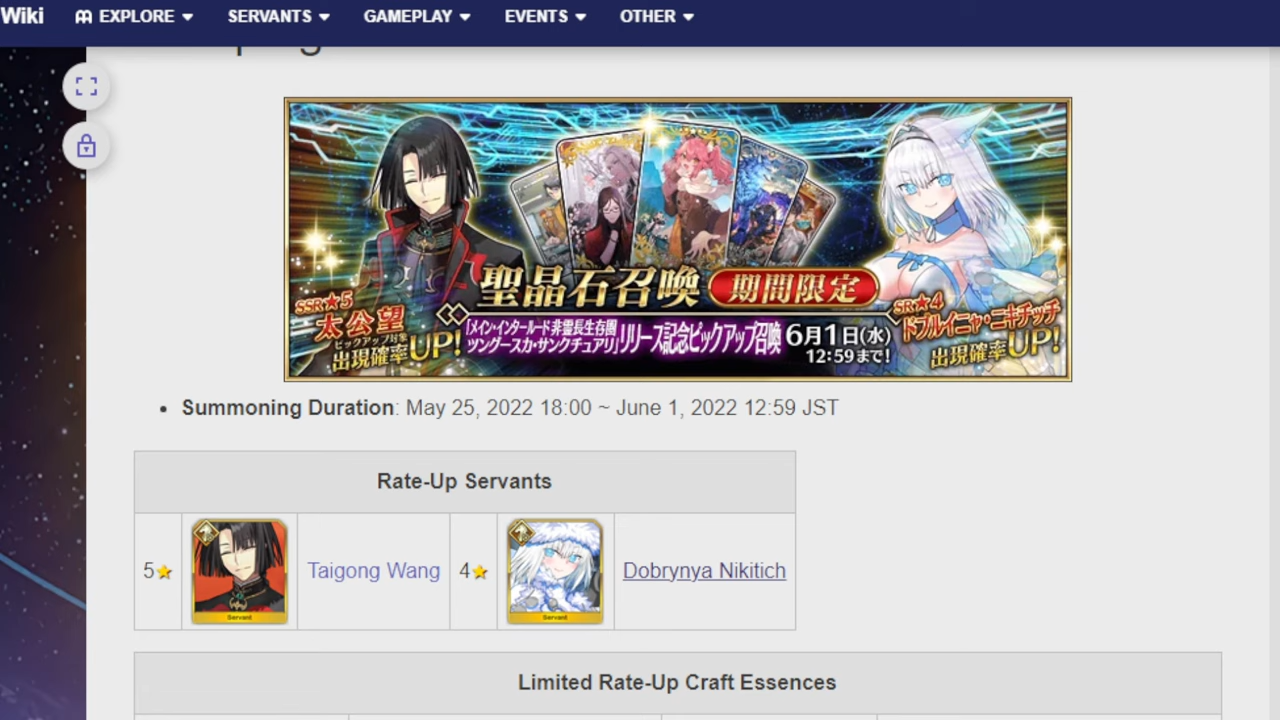 Wiki EXPLORE SERVANTS GAMEPLAY EVENTS OTHER
SSR★5
太公望
ピックアップ対象
出現確率UP!
聖晶石召喚 期間限定
「メイン・インタールード 非霊長生存圏
ツングースカ・サンクチュアリ」リリース記念ピックアップ召喚
6月1日(水)
12:59まで!
SR★4
ドブルイニャ・ニキチッチ
出現確率UP!
Summoning Duration: May 25, 2022 18:00 ~ June 1, 2022 12:59 JST
Rate-Up Servants
5 Servant Taigong Wang 4 Servant Dobrynya Nikitich
Limited Rate-Up Craft Essences